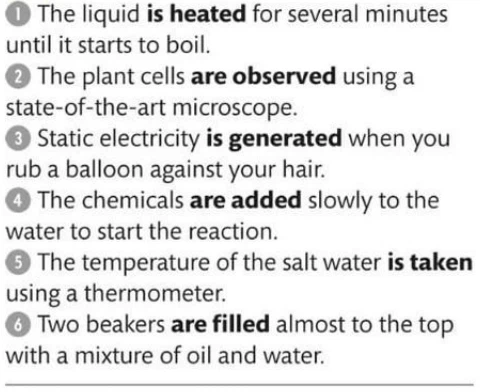 1 The liquid is heated for several minutes
until it starts to boil.
2 The plant cells are observed using a
state-of-the-art microscope.
3 Static electricity is generated when you
rub a balloon against your hair.
4 The chemicals are added slowly to the
water to start the reaction.
5 The temperature of the salt water is taken
using a thermometer.
6 Two beakers are filled almost to the top
with a mixture of oil and water.